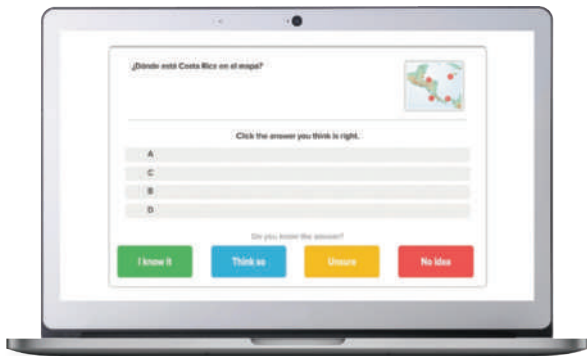 ¿Dónde está Costa Rica en el mapa?
Click the answer you think is right.
A
C
B
D
Do you know the answer?
I know it
Think so
Unsure
No idea